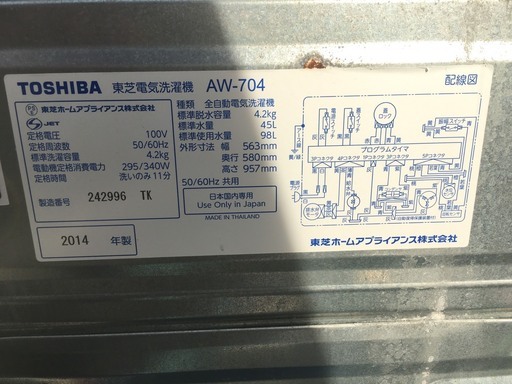 TOSHIBA 東芝電気洗濯機 AW-704
東芝ホームアプライアンス株式会社
JET
定格電圧 100V
定格周波数 50/60Hz
標準洗濯容量 4.2kg
電動機定格消費電力 295/340W
定格時間 洗いのみ11分
製造番号 242996 TK
2014 年製
種類 全自動電気洗濯機
標準脱水容量 4.2kg
標準水量 45L
標準使用水量 98L
外形寸法 幅 563mm
奥行 580mm
高さ 957mm
50/60Hz 共用
日本国内専用
Use Only in Japan
MADE IN THAILAND
配線図
蓋
ロック
プログラムタイマ
東芝ホームアプライアンス株式会社